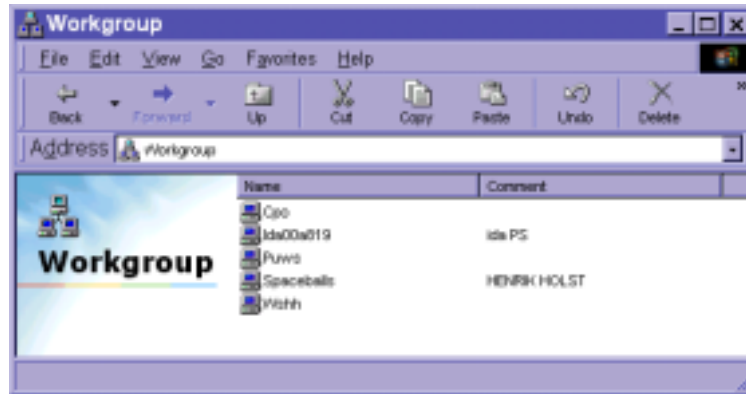 Workgroup
File Edit View Go Favorites Help
Back Forward Up Cut Copy Paste Undo Delete »
Address Workgroup
Name Comment
Workgroup
Cpo
Ida00a819 ida PS
Puwo
Spaceballs HENRIK HOLST